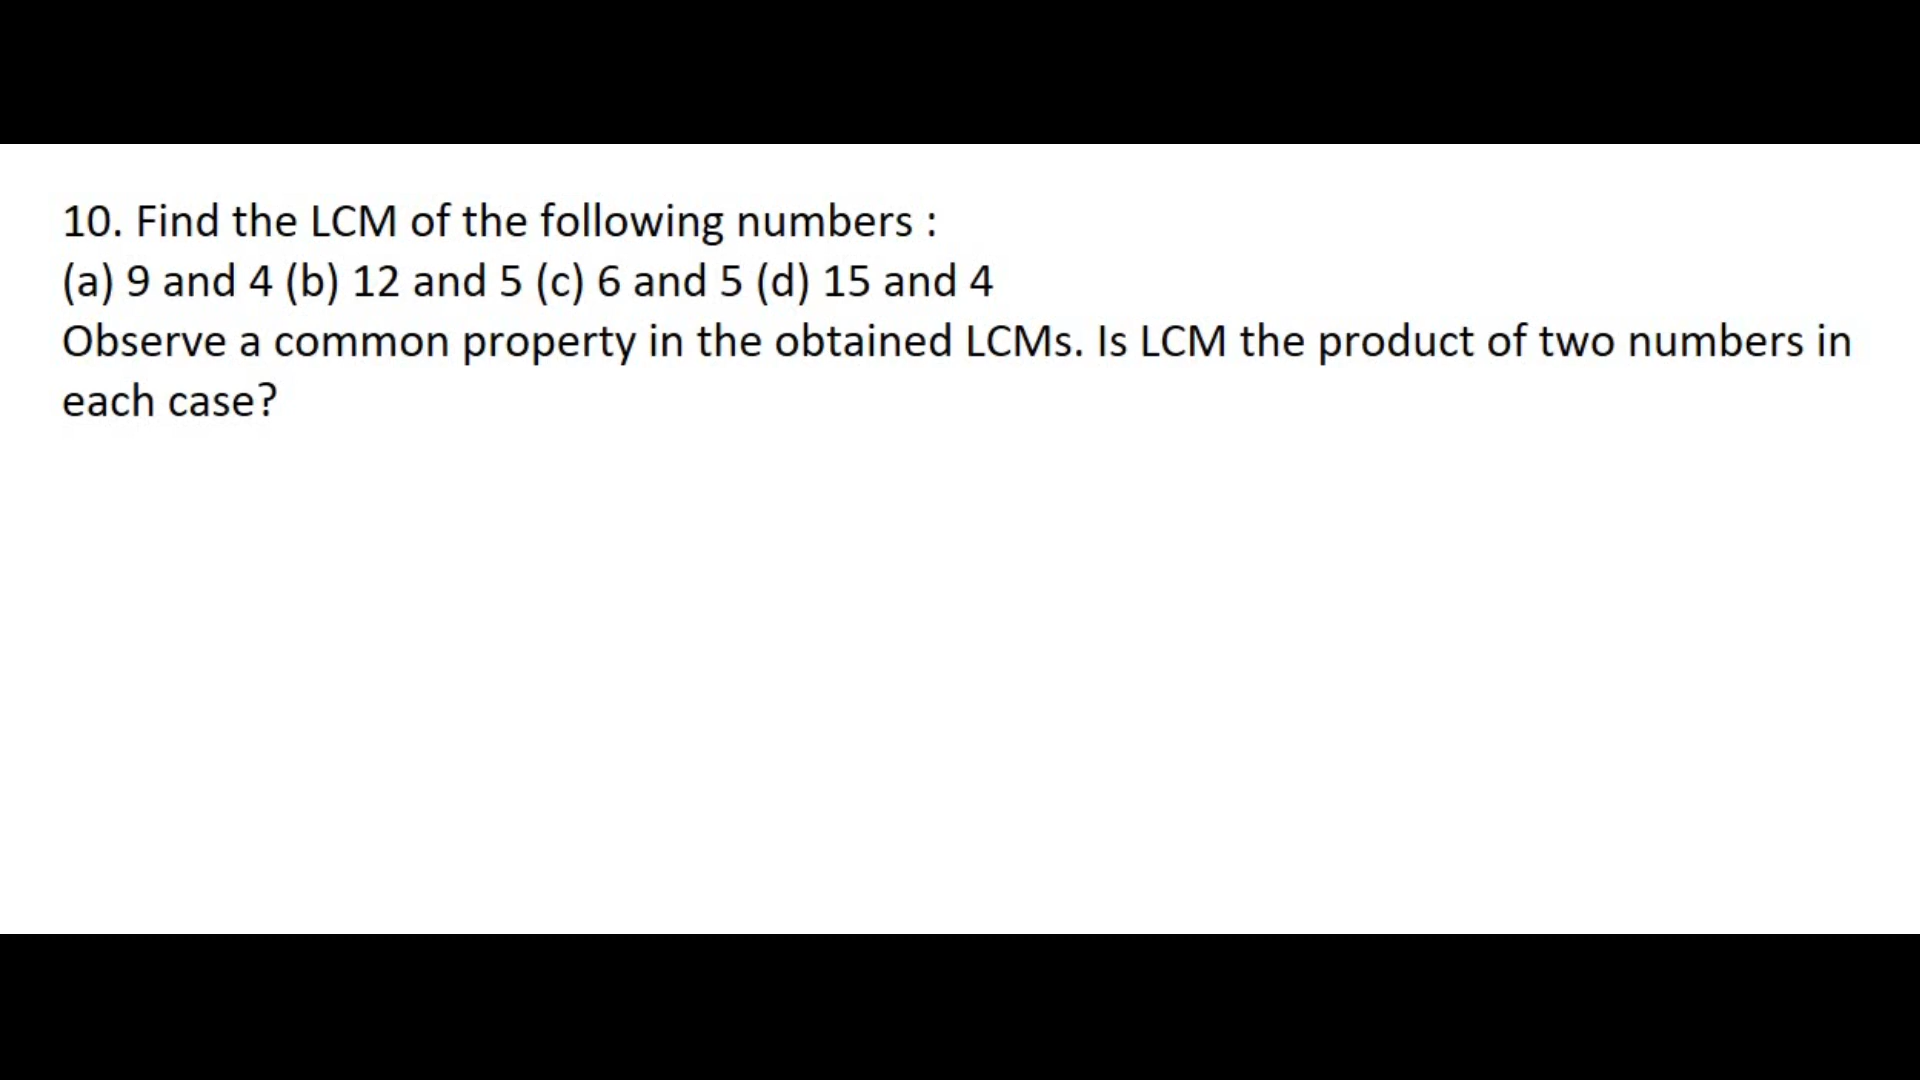 10. Find the LCM of the following numbers :
(a) 9 and 4 (b) 12 and 5 (c) 6 and 5 (d) 15 and 4
Observe a common property in the obtained LCMs. Is LCM the product of two numbers in
each case?